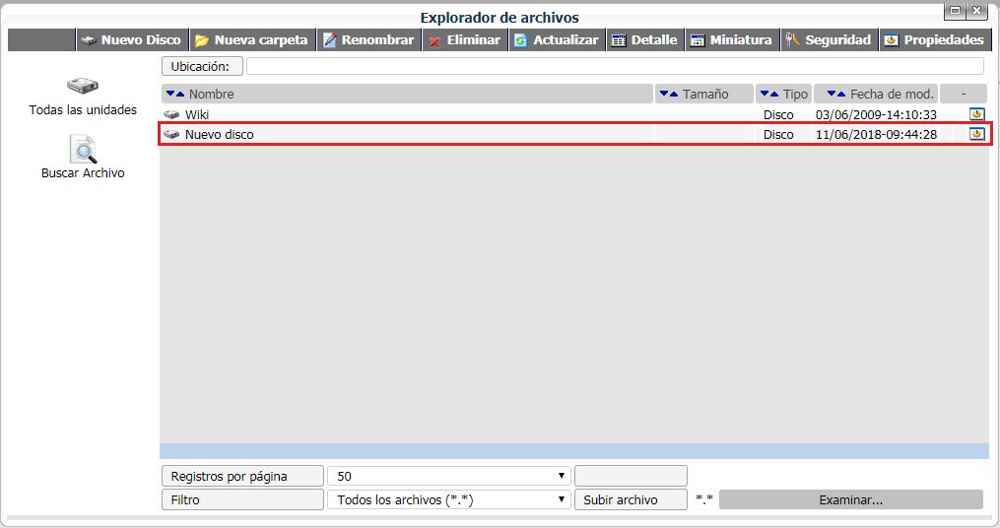 Explorador de archivos
Nuevo Disco Nueva carpeta Renombrar Eliminar Actualizar Detalle Miniatura Seguridad Propiedades
Ubicación:
Todas las unidades
Buscar Archivo
Nombre Tamaño Tipo Fecha de mod. -
Wiki Disco 03/06/2009-14:10:33
Nuevo disco Disco 11/06/2018-09:44:28
Registros por página 50
Filtro Todos los archivos (*.*) Subir archivo *.* Examinar...